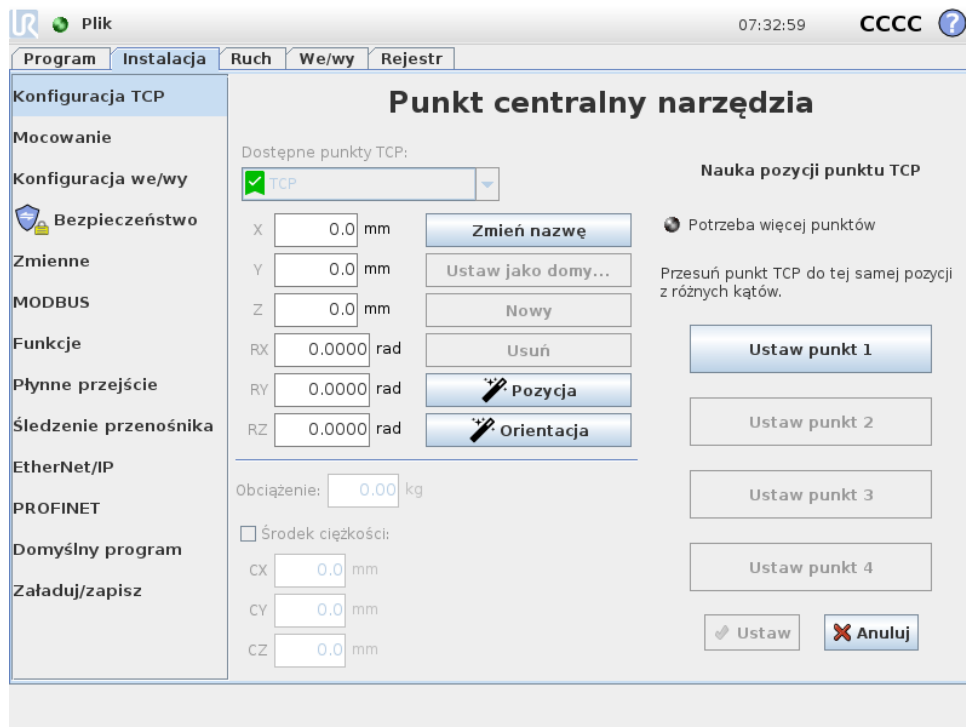 UR Plik 07:32:59 CCCC ?
Program Instalacja Ruch We/wy Rejestr
Konfiguracja TCP
Mocowanie
Konfiguracja we/wy
Bezpieczeństwo
Zmienne
MODBUS
Funkcje
Płynne przejście
Śledzenie przenośnika
EtherNet/IP
PROFINET
Domyślny program
Załaduj/zapisz
Punkt centralny narzędzia
Dostępne punkty TCP:
TCP
X 0.0 mm Zmień nazwę
Y 0.0 mm Ustaw jako domy...
Z 0.0 mm Nowy
RX 0.0000 rad Usuń
RY 0.0000 rad Pozycja
RZ 0.0000 rad Orientacja
Obciążenie: 0.00 kg
Środek ciężkości:
CX 0.0 mm
CY 0.0 mm
CZ 0.0 mm
Nauka pozycji punktu TCP
Potrzeba więcej punktów
Przesuń punkt TCP do tej samej pozycji
z różnych kątów.
Ustaw punkt 1
Ustaw punkt 2
Ustaw punkt 3
Ustaw punkt 4
Ustaw Anuluj